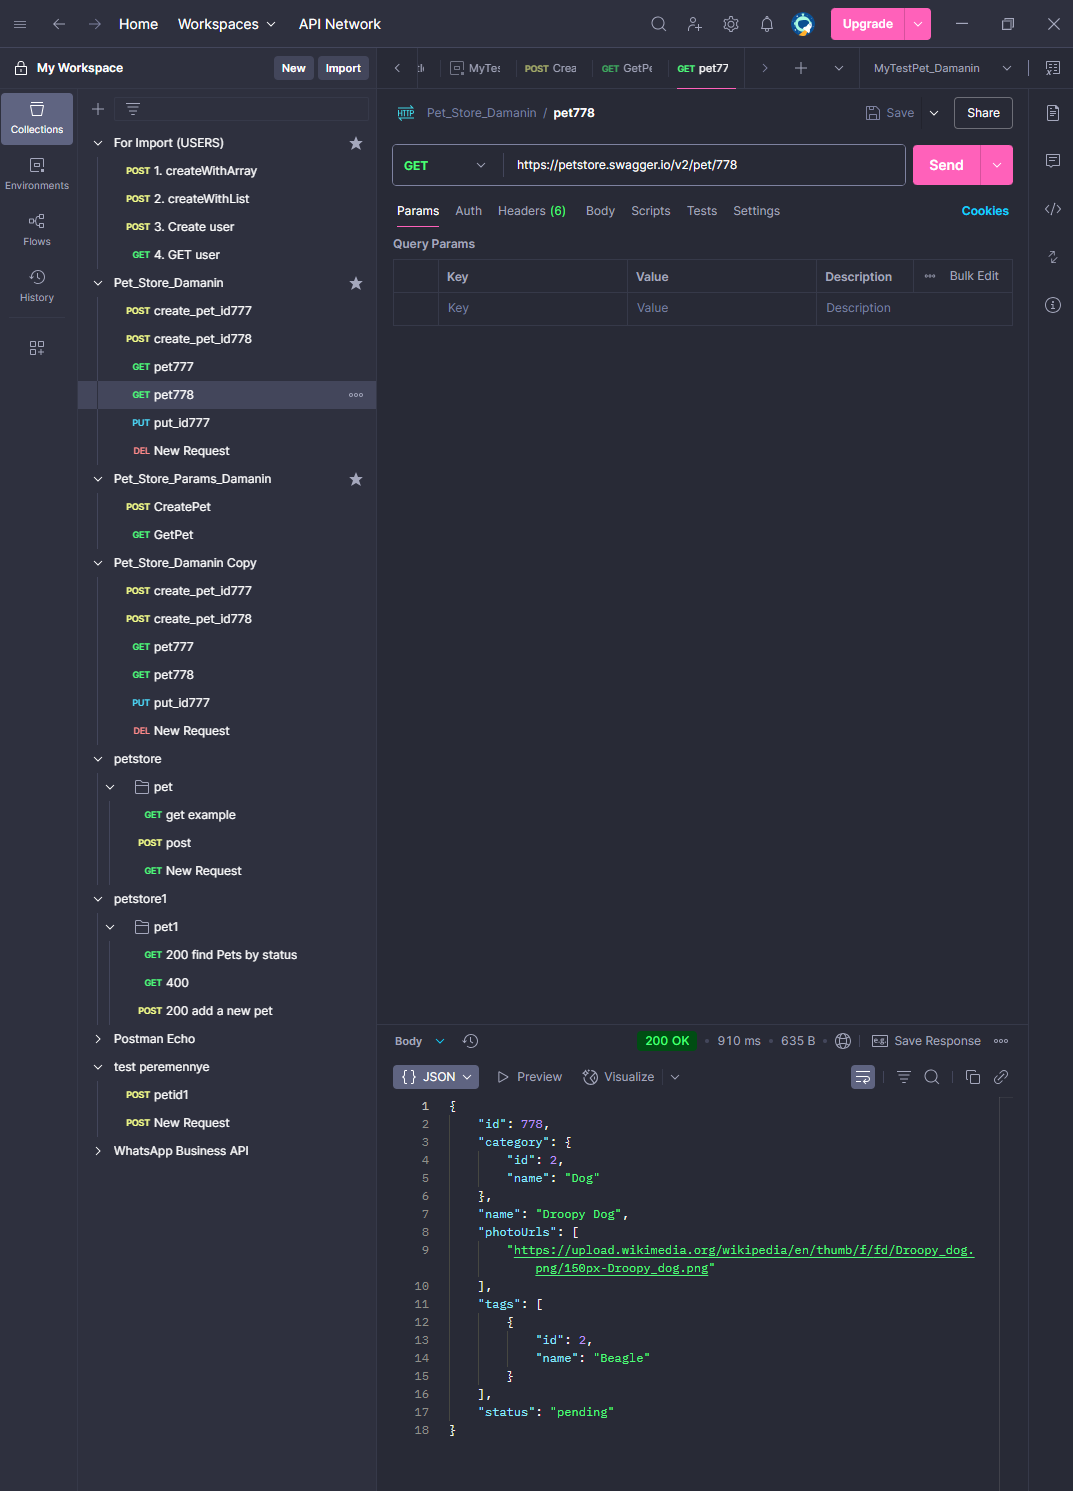 Home Workspaces API Network Upgrade
My Workspace New Import
MyTes POST Crea GET GetPe GET pet77 MyTestPet_Damanin
Collections
Environments
Flows
History
For Import (USERS)
POST 1. createWithArray
POST 2. createWithList
POST 3. Create user
GET 4. GET user
Pet_Store_Damanin
POST create_pet_id777
POST create_pet_id778
GET pet777
GET pet778
PUT put_id777
DEL New Request
Pet_Store_Params_Damanin
POST CreatePet
GET GetPet
Pet_Store_Damanin Copy
POST create_pet_id777
POST create_pet_id778
GET pet777
GET pet778
PUT put_id777
DEL New Request
petstore
pet
GET get example
POST post
GET New Request
petstore1
pet1
GET 200 find Pets by status
GET 400
POST 200 add a new pet
Postman Echo
test peremennye
POST petid1
POST New Request
WhatsApp Business API
HTTP Pet_Store_Damanin / pet778 Save Share
GET https://petstore.swagger.io/v2/pet/778 Send
Params Auth Headers (6) Body Scripts Tests Settings Cookies
Query Params
Key Value Description Bulk Edit
Key Value Description
Body 200 OK 910 ms 635 B e.g. Save Response
{} JSON Preview Visualize
1 {
2 "id": 778,
3 "category": {
4 "id": 2,
5 "name": "Dog"
6 },
7 "name": "Droopy Dog",
8 "photoUrls": [
9 "https://upload.wikimedia.org/wikipedia/en/thumb/f/fd/Droopy_dog.
png/150px-Droopy_dog.png"
10 ],
11 "tags": [
12 {
13 "id": 2,
14 "name": "Beagle"
15 }
16 ],
17 "status": "pending"
18 }